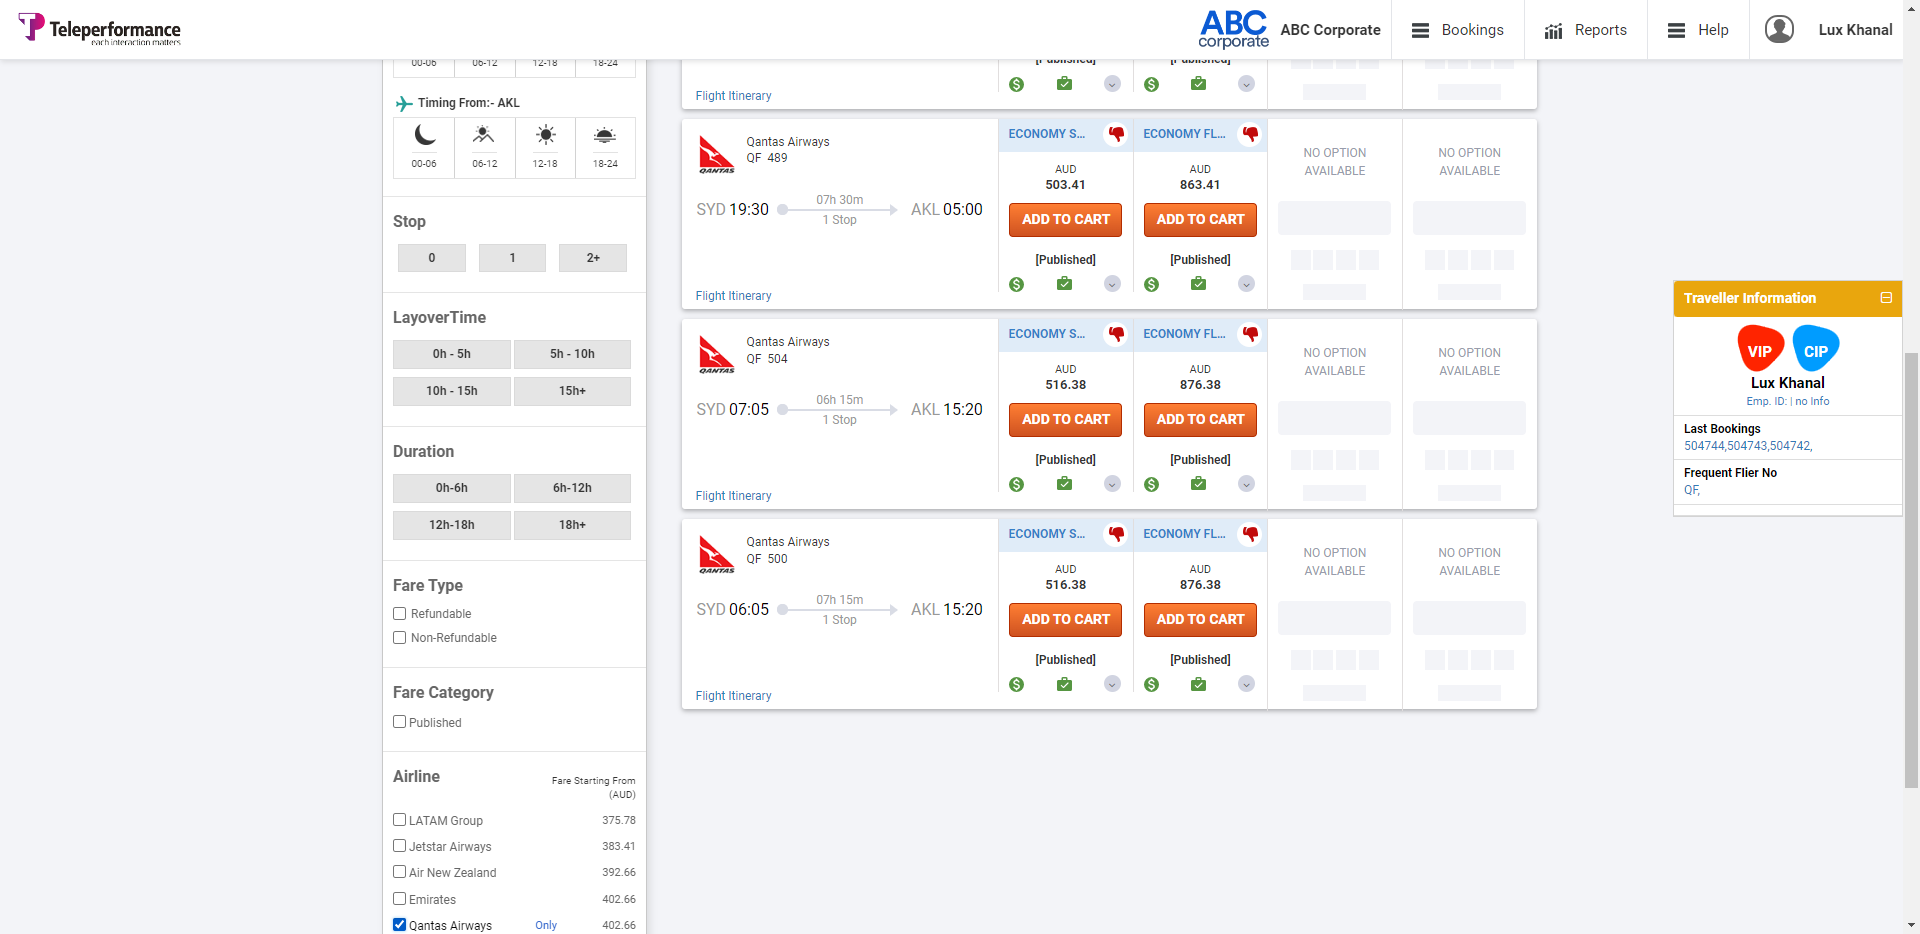 Teleperformance
each interaction matters
ABC
corporate
ABC Corporate
Bookings
Reports
Help
Lux Khanal
00-06
06-12
12-18
18-24
Timing From:- AKL
00-06
06-12
12-18
18-24
Stop
0
1
2+
LayoverTime
0h - 5h
5h - 10h
10h - 15h
15h+
Duration
0h-6h
6h-12h
12h-18h
18h+
Fare Type
Refundable
Non-Refundable
Fare Category
Published
Airline
Fare Starting From
(AUD)
LATAM Group 375.78
Jetstar Airways 383.41
Air New Zealand 392.66
Emirates 402.66
Qantas Airways Only 402.66
[Published]
[Published]
Flight Itinerary
QANTAS
Qantas Airways
QF 489
SYD 19:30
07h 30m
1 Stop
AKL 05:00
Flight Itinerary
ECONOMY S...
AUD
503.41
ADD TO CART
[Published]
ECONOMY FL...
AUD
863.41
ADD TO CART
[Published]
NO OPTION
AVAILABLE
NO OPTION
AVAILABLE
QANTAS
Qantas Airways
QF 504
SYD 07:05
06h 15m
1 Stop
AKL 15:20
Flight Itinerary
ECONOMY S...
AUD
516.38
ADD TO CART
[Published]
ECONOMY FL...
AUD
876.38
ADD TO CART
[Published]
NO OPTION
AVAILABLE
NO OPTION
AVAILABLE
QANTAS
Qantas Airways
QF 500
SYD 06:05
07h 15m
1 Stop
AKL 15:20
Flight Itinerary
ECONOMY S...
AUD
516.38
ADD TO CART
[Published]
ECONOMY FL...
AUD
876.38
ADD TO CART
[Published]
NO OPTION
AVAILABLE
NO OPTION
AVAILABLE
Traveller Information
VIP
CIP
Lux Khanal
Emp. ID: | no Info
Last Bookings
504744,504743,504742,
Frequent Flier No
QF,